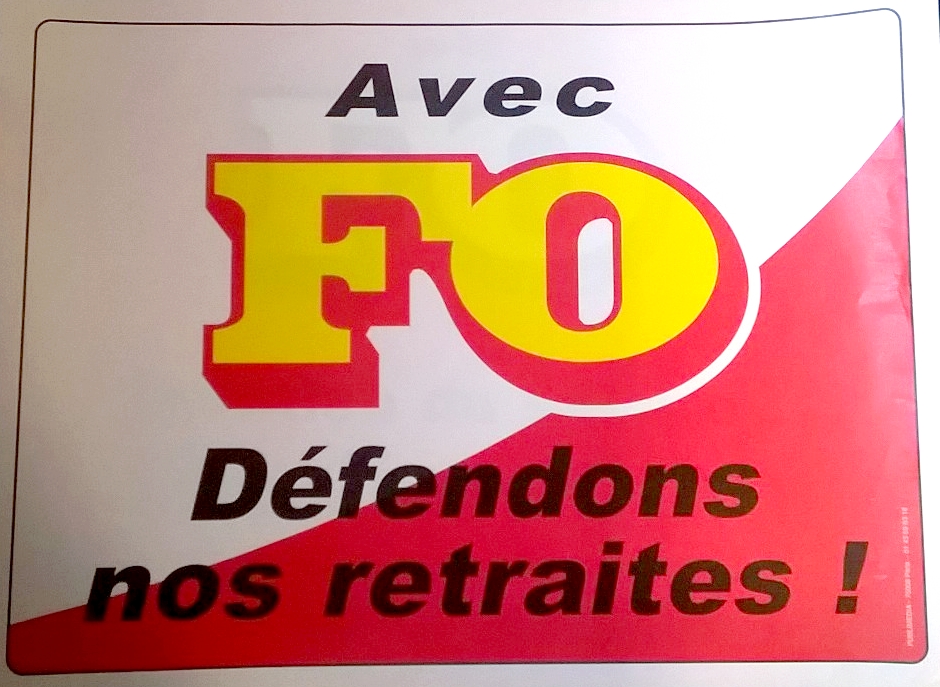 Avec
FO
Défendons
nos retraites !